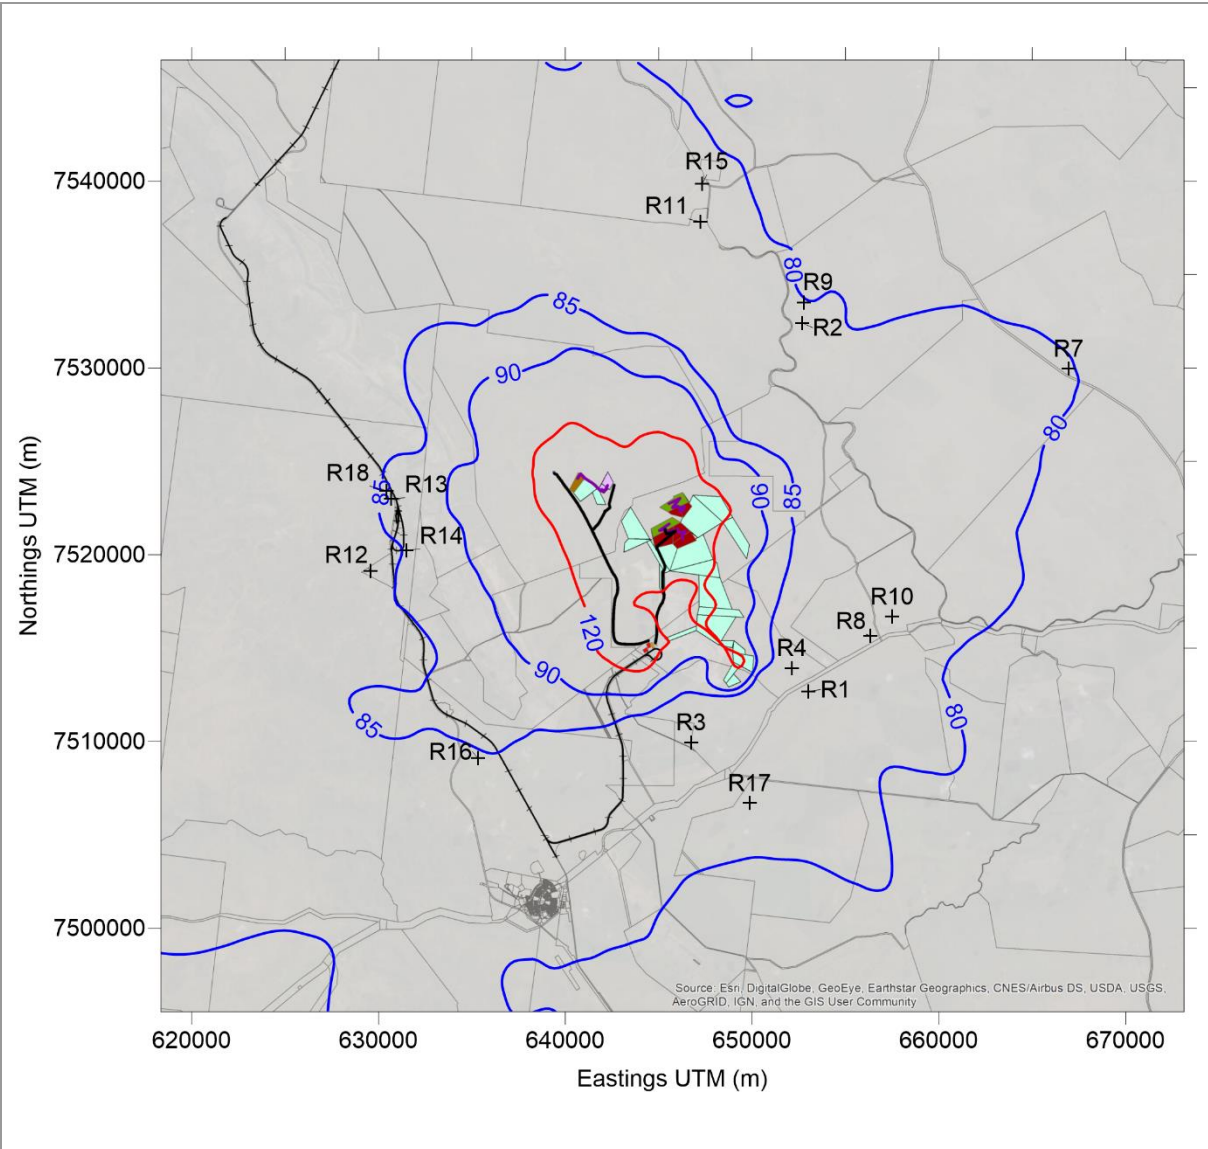 R15
7540000
R11
80
R9
R2
85
R7
7530000
90
80
R18
R13
85
90
85
Northings UTM (m)
R14
7520000
R12
R10
R8
120
R4
90
R1
80
85
R3
7510000
R16
R17
7500000
Source: Esri, DigitalGlobe, GeoEye, Earthstar Geographics, CNES/Airbus DS, USDA, USGS,
AeroGRID, IGN, and the GIS User Community
620000 630000 640000 650000 660000 670000
Eastings UTM (m)